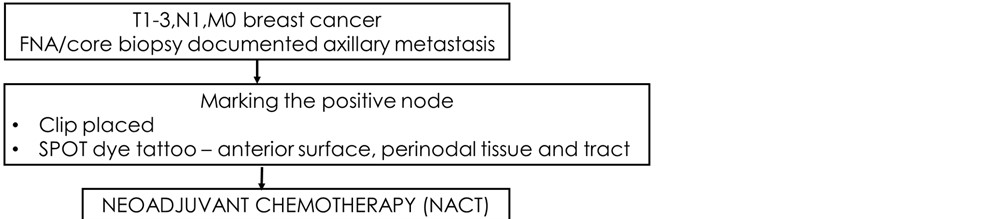 T1-3,N1,M0 breast cancer
FNA/core biopsy documented axillary metastasis
Marking the positive node
• Clip placed
• SPOT dye tattoo – anterior surface, perinodal tissue and tract
NEOADJUVANT CHEMOTHERAPY (NACT)